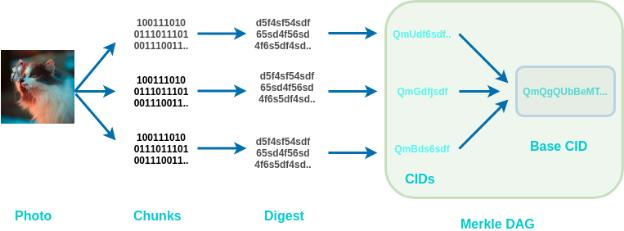 100111010
0111011101
001110011..
d5f4sf54sdf
65sd4f56sd
4f6s5df4sd..
QmUdf6sdf..
100111010
0111011101
001110011..
d5f4sf54sdf
65sd4f56sd
4f6s5df4sd..
QmGdfjsdf
QmQgQUbBeMT...
100111010
0111011101
001110011..
d5f4sf54sdf
65sd4f56sd
4f6s5df4sd..
QmBds6sdf
Base CID
CIDs
Photo
Chunks
Digest
Merkle DAG